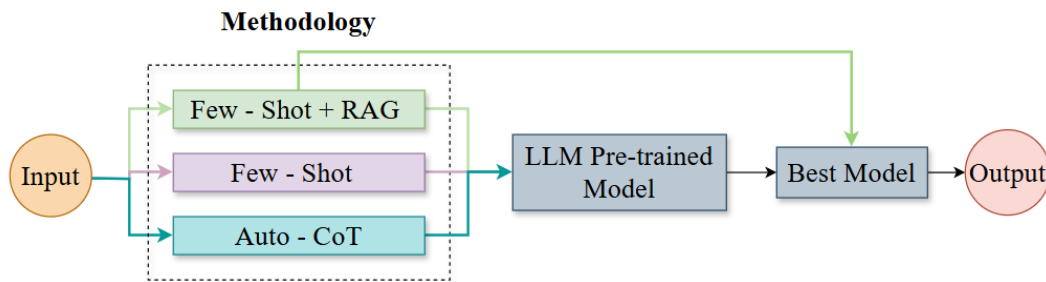 Methodology
Input
Few - Shot + RAG
Few - Shot
Auto - CoT
LLM Pre-trained
Model
Best Model
Output